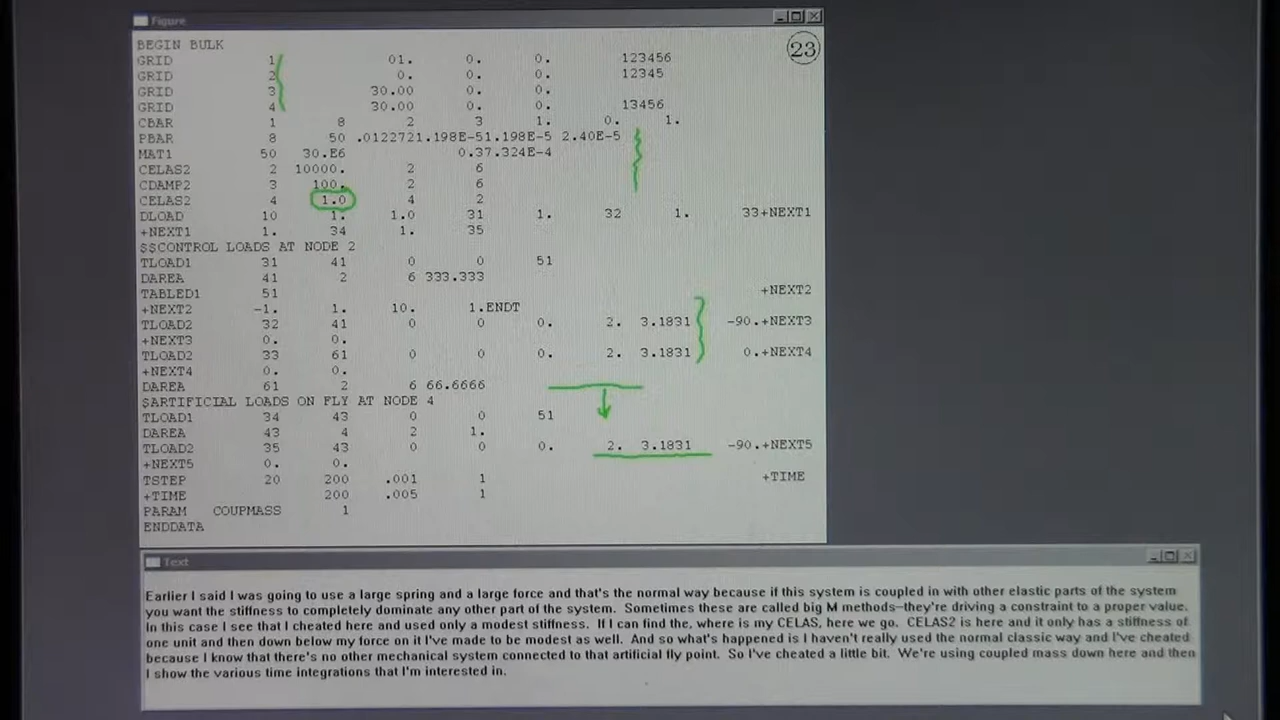 Figure
23
BEGIN BULK
GRID 1 01. 0. 0. 123456
GRID 2 0. 0. 0. 12345
GRID 3 30.00 0. 0.
GRID 4 30.00 0. 0. 13456
CBAR 1 8 2 3 1. 0. 1.
PBAR 8 50 .0122721.198E-51.198E-5 2.40E-5
MAT1 50 30.E6 0.37.324E-4
CELAS2 2 10000. 2 6
CDAMP2 3 100. 2 6
CELAS2 4 1.0 4 2
DLOAD 10 1. 1.0 31 1. 32 1. 33+NEXT1
+NEXT1 1. 34 1. 35
$$CONTROL LOADS AT NODE 2
TLOAD1 31 41 0 0 51
DAREA 41 2 6 333.333
TABLED1 51 +NEXT2
+NEXT2 -1. 1. 10. 1.ENDT
TLOAD2 32 41 0 0 0. 2. 3.1831 -90.+NEXT3
+NEXT3 0. 0.
TLOAD2 33 61 0 0 0. 2. 3.1831 0.+NEXT4
+NEXT4 0. 0.
DAREA 61 2 6 66.6666
$ARTIFICIAL LOADS ON FLY AT NODE 4
TLOAD1 34 43 0 0 51
DAREA 43 4 2 1.
TLOAD2 35 43 0 0 0. 2. 3.1831 -90.+NEXT5
+NEXT5 0. 0.
TSTEP 20 200 .001 1 +TIME
+TIME 200 .005 1
PARAM COUPMASS 1
ENDDATA
Text
Earlier I said I was going to use a large spring and a large force and that's the normal way because if this system is coupled in with other elastic parts of the system
you want the stiffness to completely dominate any other part of the system. Sometimes these are called big M methods--they're driving a constraint to a proper value.
In this case I see that I cheated here and used only a modest stiffness. If I can find the, where is my CELAS, here we go. CELAS2 is here and it only has a stiffness of
one unit and then down below my force on it I've made to be modest as well. And so what's happened is I haven't really used the normal classic way and I've cheated
because I know that there's no other mechanical system connected to that artificial fly point. So I've cheated a little bit. We're using coupled mass down here and then
I show the various time integrations that I'm interested in.